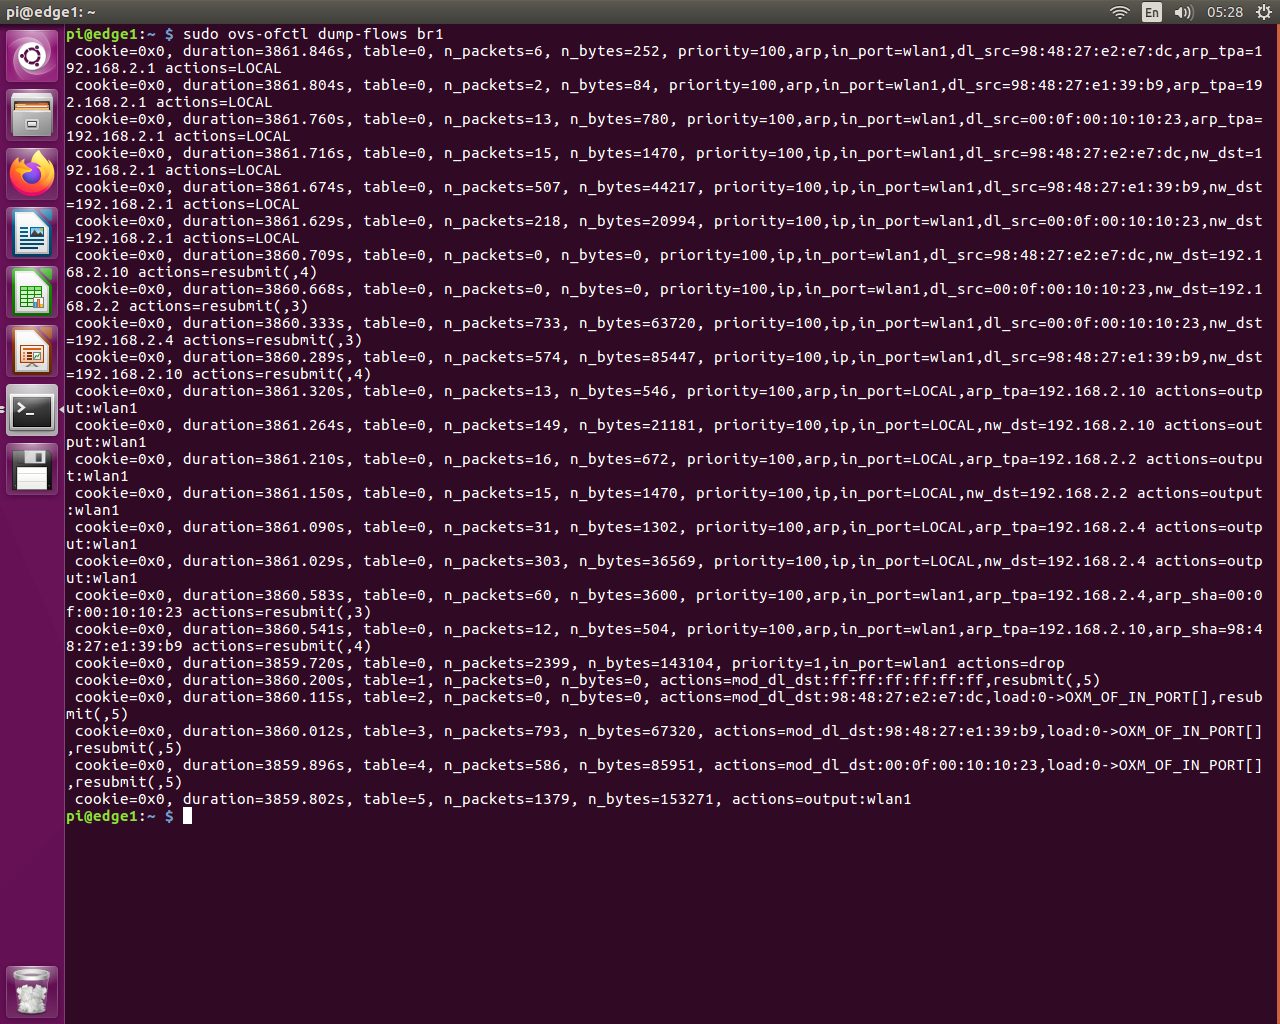 pi@edge1: ~
En
05:28
pi@edge1:~ $ sudo ovs-ofctl dump-flows br1
 cookie=0x0, duration=3861.846s, table=0, n_packets=6, n_bytes=252, priority=100,arp,in_port=wlan1,dl_src=98:48:27:e2:e7:dc,arp_tpa=1
92.168.2.1 actions=LOCAL
 cookie=0x0, duration=3861.804s, table=0, n_packets=2, n_bytes=84, priority=100,arp,in_port=wlan1,dl_src=98:48:27:e1:39:b9,arp_tpa=19
2.168.2.1 actions=LOCAL
 cookie=0x0, duration=3861.760s, table=0, n_packets=13, n_bytes=780, priority=100,arp,in_port=wlan1,dl_src=00:0f:00:10:10:23,arp_tpa=
192.168.2.1 actions=LOCAL
 cookie=0x0, duration=3861.716s, table=0, n_packets=15, n_bytes=1470, priority=100,ip,in_port=wlan1,dl_src=98:48:27:e2:e7:dc,nw_dst=1
92.168.2.1 actions=LOCAL
 cookie=0x0, duration=3861.674s, table=0, n_packets=507, n_bytes=44217, priority=100,ip,in_port=wlan1,dl_src=98:48:27:e1:39:b9,nw_dst
=192.168.2.1 actions=LOCAL
 cookie=0x0, duration=3861.629s, table=0, n_packets=218, n_bytes=20994, priority=100,ip,in_port=wlan1,dl_src=00:0f:00:10:10:23,nw_dst
=192.168.2.1 actions=LOCAL
 cookie=0x0, duration=3860.709s, table=0, n_packets=0, n_bytes=0, priority=100,ip,in_port=wlan1,dl_src=98:48:27:e2:e7:dc,nw_dst=192.1
68.2.10 actions=resubmit(,4)
 cookie=0x0, duration=3860.668s, table=0, n_packets=0, n_bytes=0, priority=100,ip,in_port=wlan1,dl_src=00:0f:00:10:10:23,nw_dst=192.1
68.2.2 actions=resubmit(,3)
 cookie=0x0, duration=3860.333s, table=0, n_packets=733, n_bytes=63720, priority=100,ip,in_port=wlan1,dl_src=00:0f:00:10:10:23,nw_dst
=192.168.2.4 actions=resubmit(,3)
 cookie=0x0, duration=3860.289s, table=0, n_packets=574, n_bytes=85447, priority=100,ip,in_port=wlan1,dl_src=98:48:27:e1:39:b9,nw_dst
=192.168.2.10 actions=resubmit(,4)
 cookie=0x0, duration=3861.320s, table=0, n_packets=13, n_bytes=546, priority=100,arp,in_port=LOCAL,arp_tpa=192.168.2.10 actions=outp
ut:wlan1
 cookie=0x0, duration=3861.264s, table=0, n_packets=149, n_bytes=21181, priority=100,ip,in_port=LOCAL,nw_dst=192.168.2.10 actions=out
put:wlan1
 cookie=0x0, duration=3861.210s, table=0, n_packets=16, n_bytes=672, priority=100,arp,in_port=LOCAL,arp_tpa=192.168.2.2 actions=outpu
t:wlan1
 cookie=0x0, duration=3861.150s, table=0, n_packets=15, n_bytes=1470, priority=100,ip,in_port=LOCAL,nw_dst=192.168.2.2 actions=output
:wlan1
 cookie=0x0, duration=3861.090s, table=0, n_packets=31, n_bytes=1302, priority=100,arp,in_port=LOCAL,arp_tpa=192.168.2.4 actions=outp
ut:wlan1
 cookie=0x0, duration=3861.029s, table=0, n_packets=303, n_bytes=36569, priority=100,ip,in_port=LOCAL,nw_dst=192.168.2.4 actions=outp
ut:wlan1
 cookie=0x0, duration=3860.583s, table=0, n_packets=60, n_bytes=3600, priority=100,arp,in_port=wlan1,arp_tpa=192.168.2.4,arp_sha=00:0
f:00:10:10:23 actions=resubmit(,3)
 cookie=0x0, duration=3860.541s, table=0, n_packets=12, n_bytes=504, priority=100,arp,in_port=wlan1,arp_tpa=192.168.2.10,arp_sha=98:4
8:27:e1:39:b9 actions=resubmit(,4)
 cookie=0x0, duration=3859.720s, table=0, n_packets=2399, n_bytes=143104, priority=1,in_port=wlan1 actions=drop
 cookie=0x0, duration=3860.200s, table=1, n_packets=0, n_bytes=0, actions=mod_dl_dst:ff:ff:ff:ff:ff:ff,resubmit(,5)
 cookie=0x0, duration=3860.115s, table=2, n_packets=0, n_bytes=0, actions=mod_dl_dst:98:48:27:e2:e7:dc,load:0->OXM_OF_IN_PORT[],resub
mit(,5)
 cookie=0x0, duration=3860.012s, table=3, n_packets=793, n_bytes=67320, actions=mod_dl_dst:98:48:27:e1:39:b9,load:0->OXM_OF_IN_PORT[]
,resubmit(,5)
 cookie=0x0, duration=3859.896s, table=4, n_packets=586, n_bytes=85951, actions=mod_dl_dst:00:0f:00:10:10:23,load:0->OXM_OF_IN_PORT[]
,resubmit(,5)
 cookie=0x0, duration=3859.802s, table=5, n_packets=1379, n_bytes=153271, actions=output:wlan1
pi@edge1:~ $